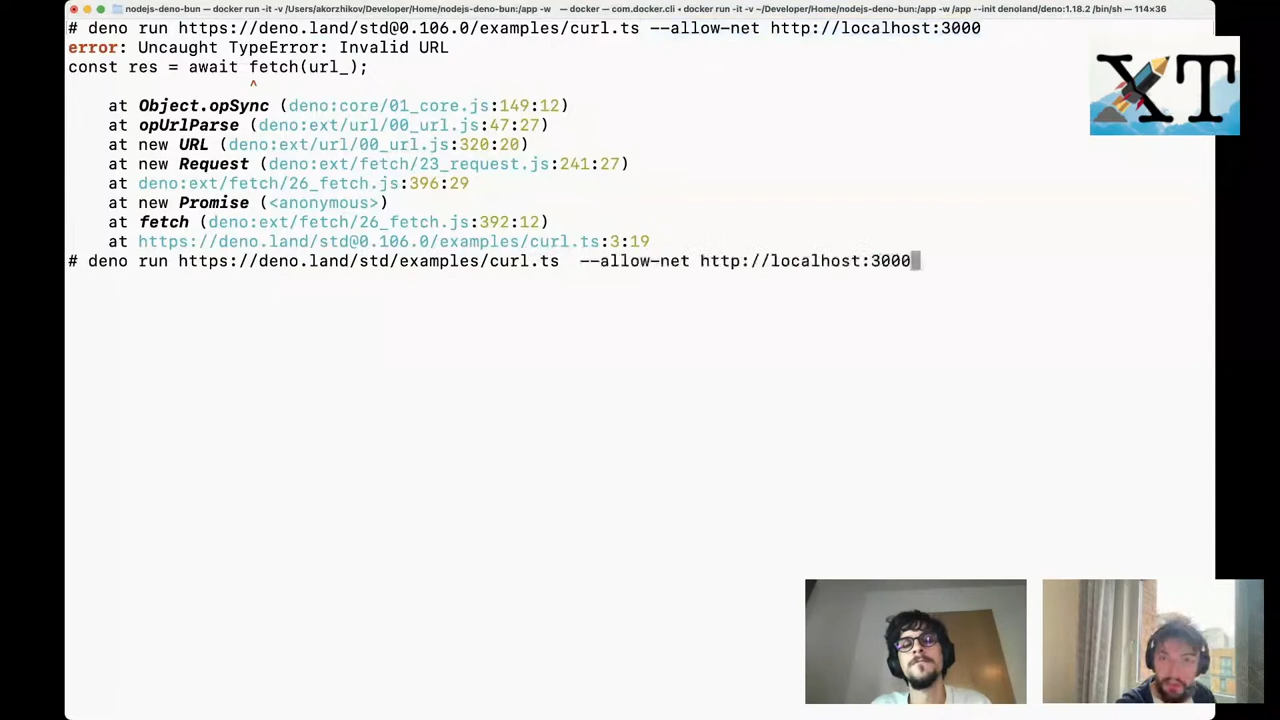 nodejs-deno-bun — docker run -it -v /Users/akorzhikov/Developer/Home/nodejs-deno-bun:/app -w — docker — com.docker.cli ◂ docker run -it -v ~/Developer/Home/nodejs-deno-bun:/app -w /app --init denoland/deno:1.18.2 /bin/sh — 114×36
# deno run https://deno.land/std@0.106.0/examples/curl.ts --allow-net http://localhost:3000
error: Uncaught TypeError: Invalid URL
const res = await fetch(url_);
^
at Object.opSync (deno:core/01_core.js:149:12)
at opUrlParse (deno:ext/url/00_url.js:47:27)
at new URL (deno:ext/url/00_url.js:320:20)
at new Request (deno:ext/fetch/23_request.js:241:27)
at deno:ext/fetch/26_fetch.js:396:29
at new Promise (<anonymous>)
at fetch (deno:ext/fetch/26_fetch.js:392:12)
at https://deno.land/std@0.106.0/examples/curl.ts:3:19
# deno run https://deno.land/std/examples/curl.ts  --allow-net http://localhost:3000
XT